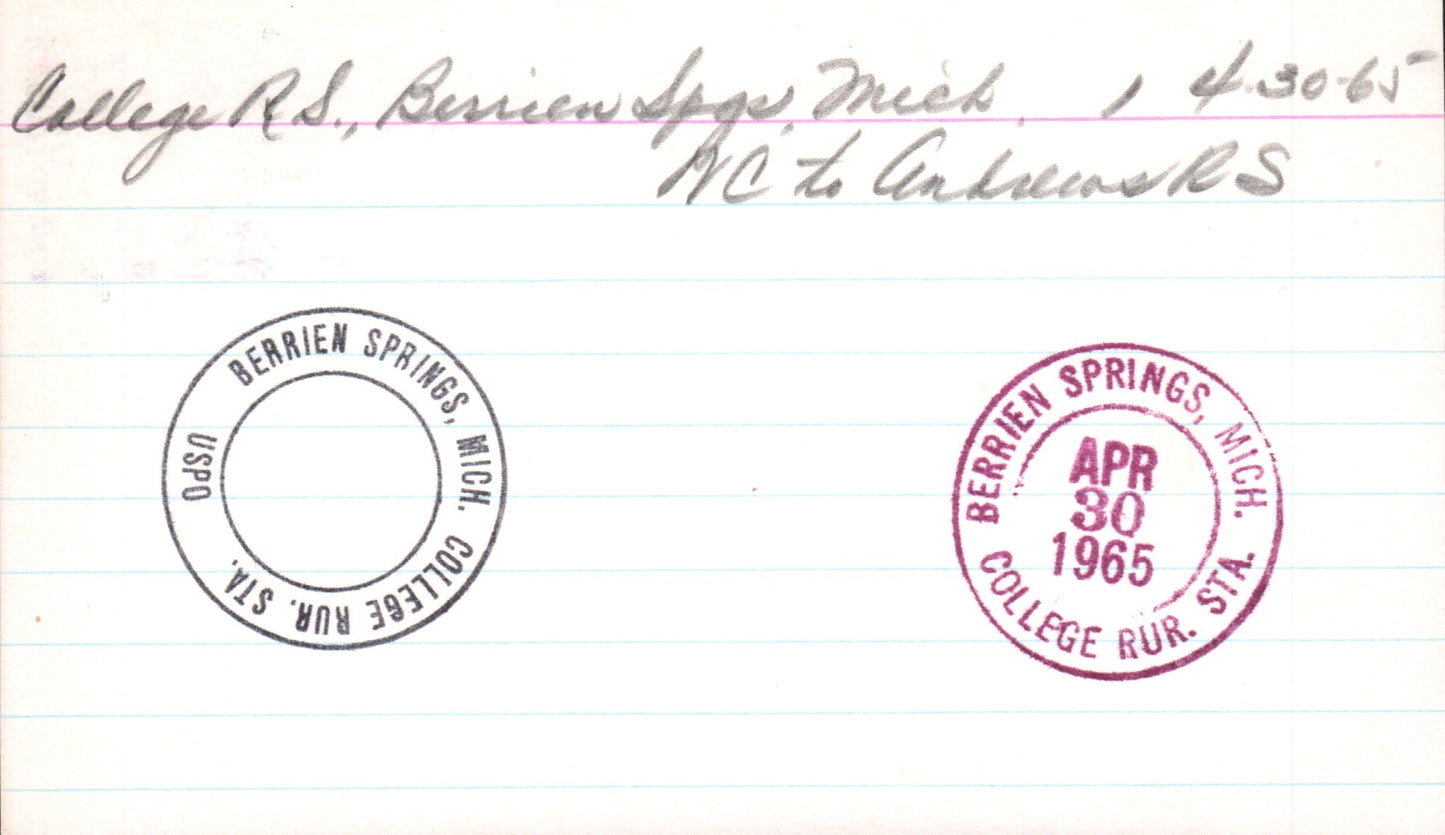 College R.S., Berrien Spgs, Mich. 1 4-30-65
NC to Andrews RS
BERRIEN SPRINGS, MICH. COLLEGE RUR. STA.
USPO
BERRIEN SPRINGS, MICH.
APR
30
1965
COLLEGE RUR. STA.